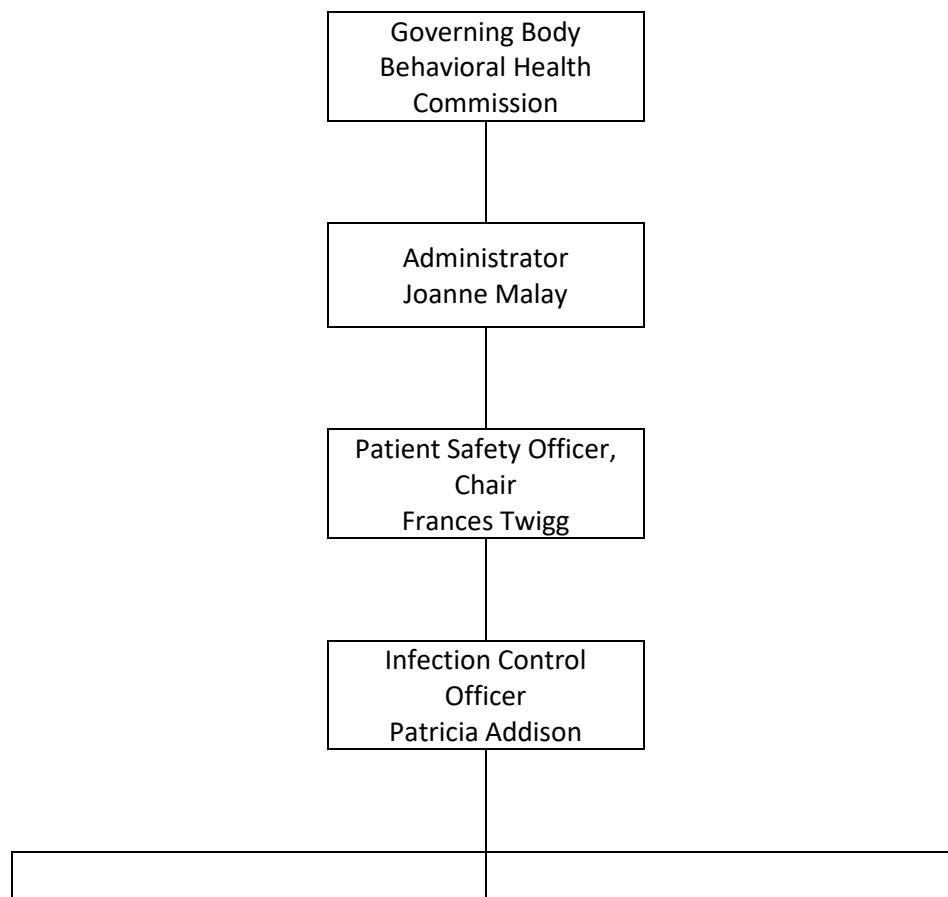 Governing Body
Behavioral Health
Commission
Administrator
Joanne Malay
Patient Safety Officer,
Chair
Frances Twigg
Infection Control
Officer
Patricia Addison